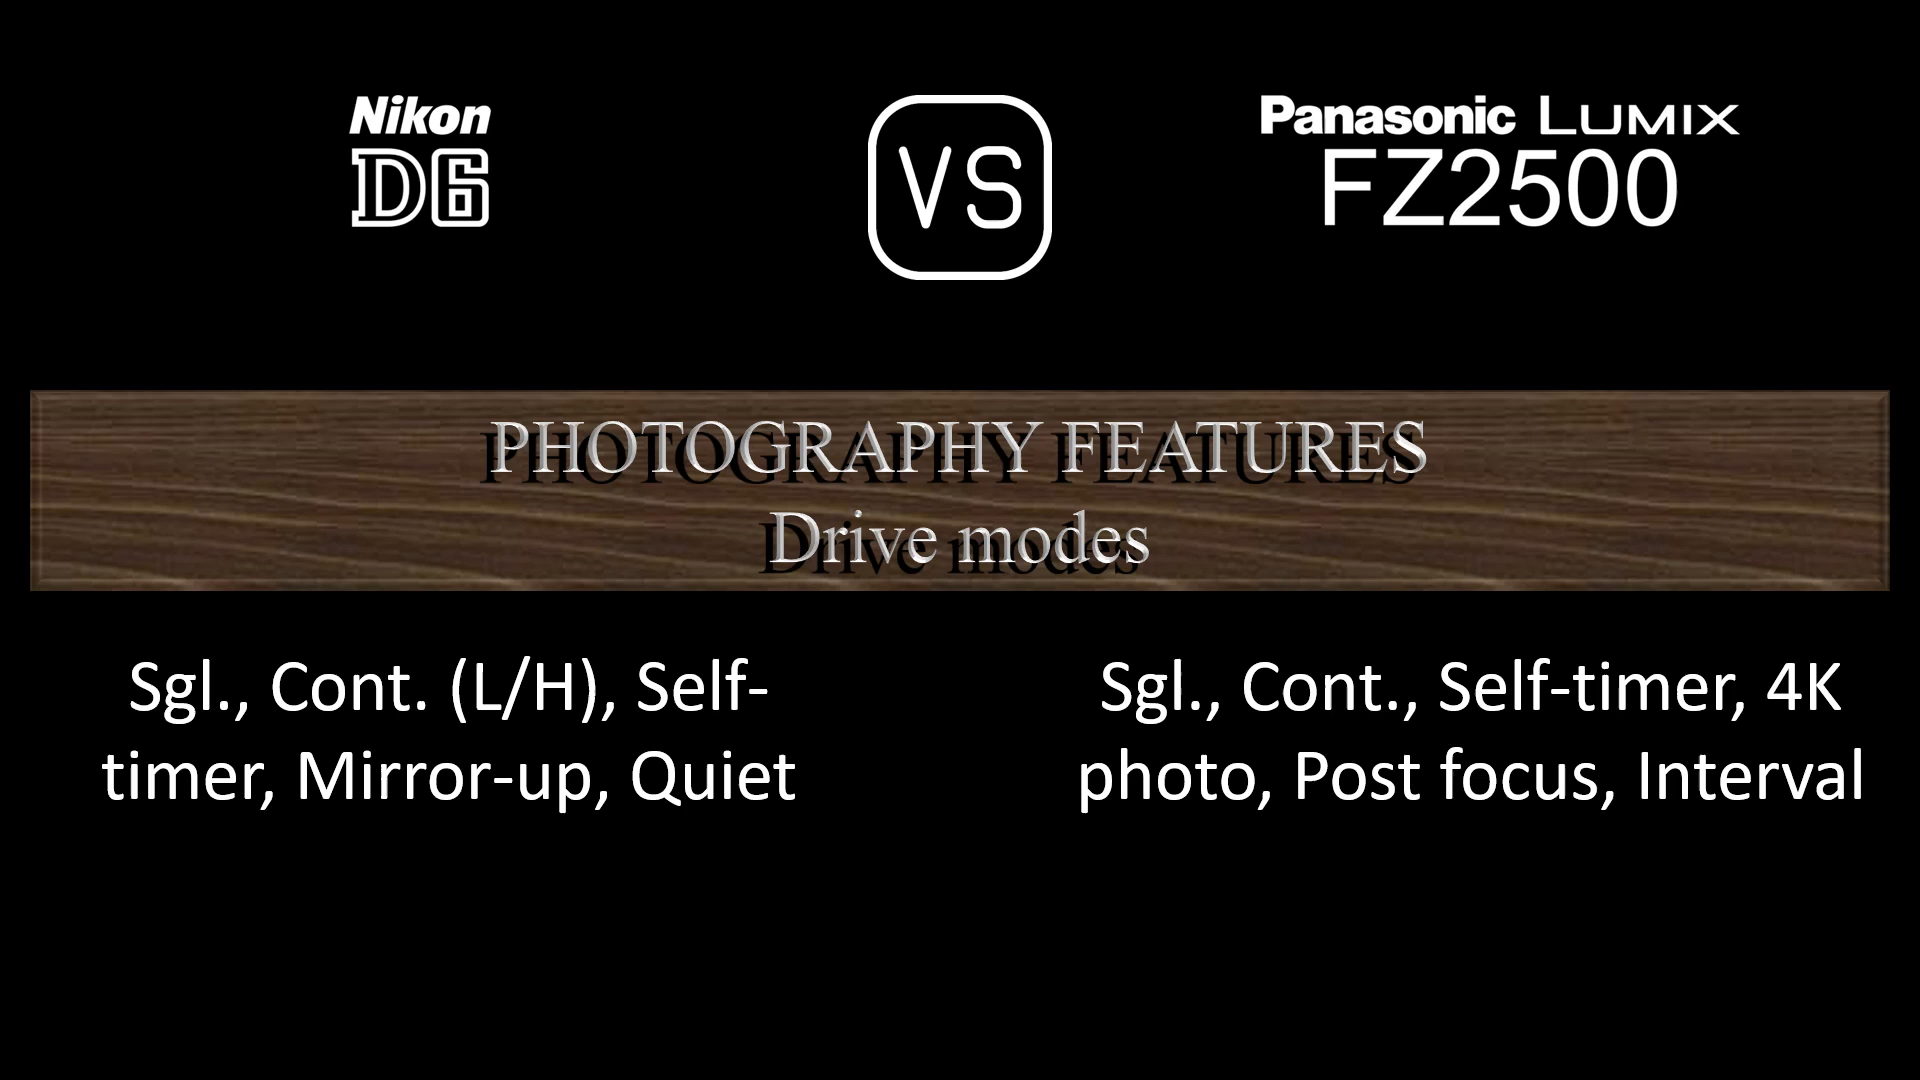 Nikon
D6
VS
Panasonic LUMIX
FZ2500
PHOTOGRAPHY FEATURES
Drive modes
Sgl., Cont. (L/H), Self-
timer, Mirror-up, Quiet
Sgl., Cont., Self-timer, 4K
photo, Post focus, Interval